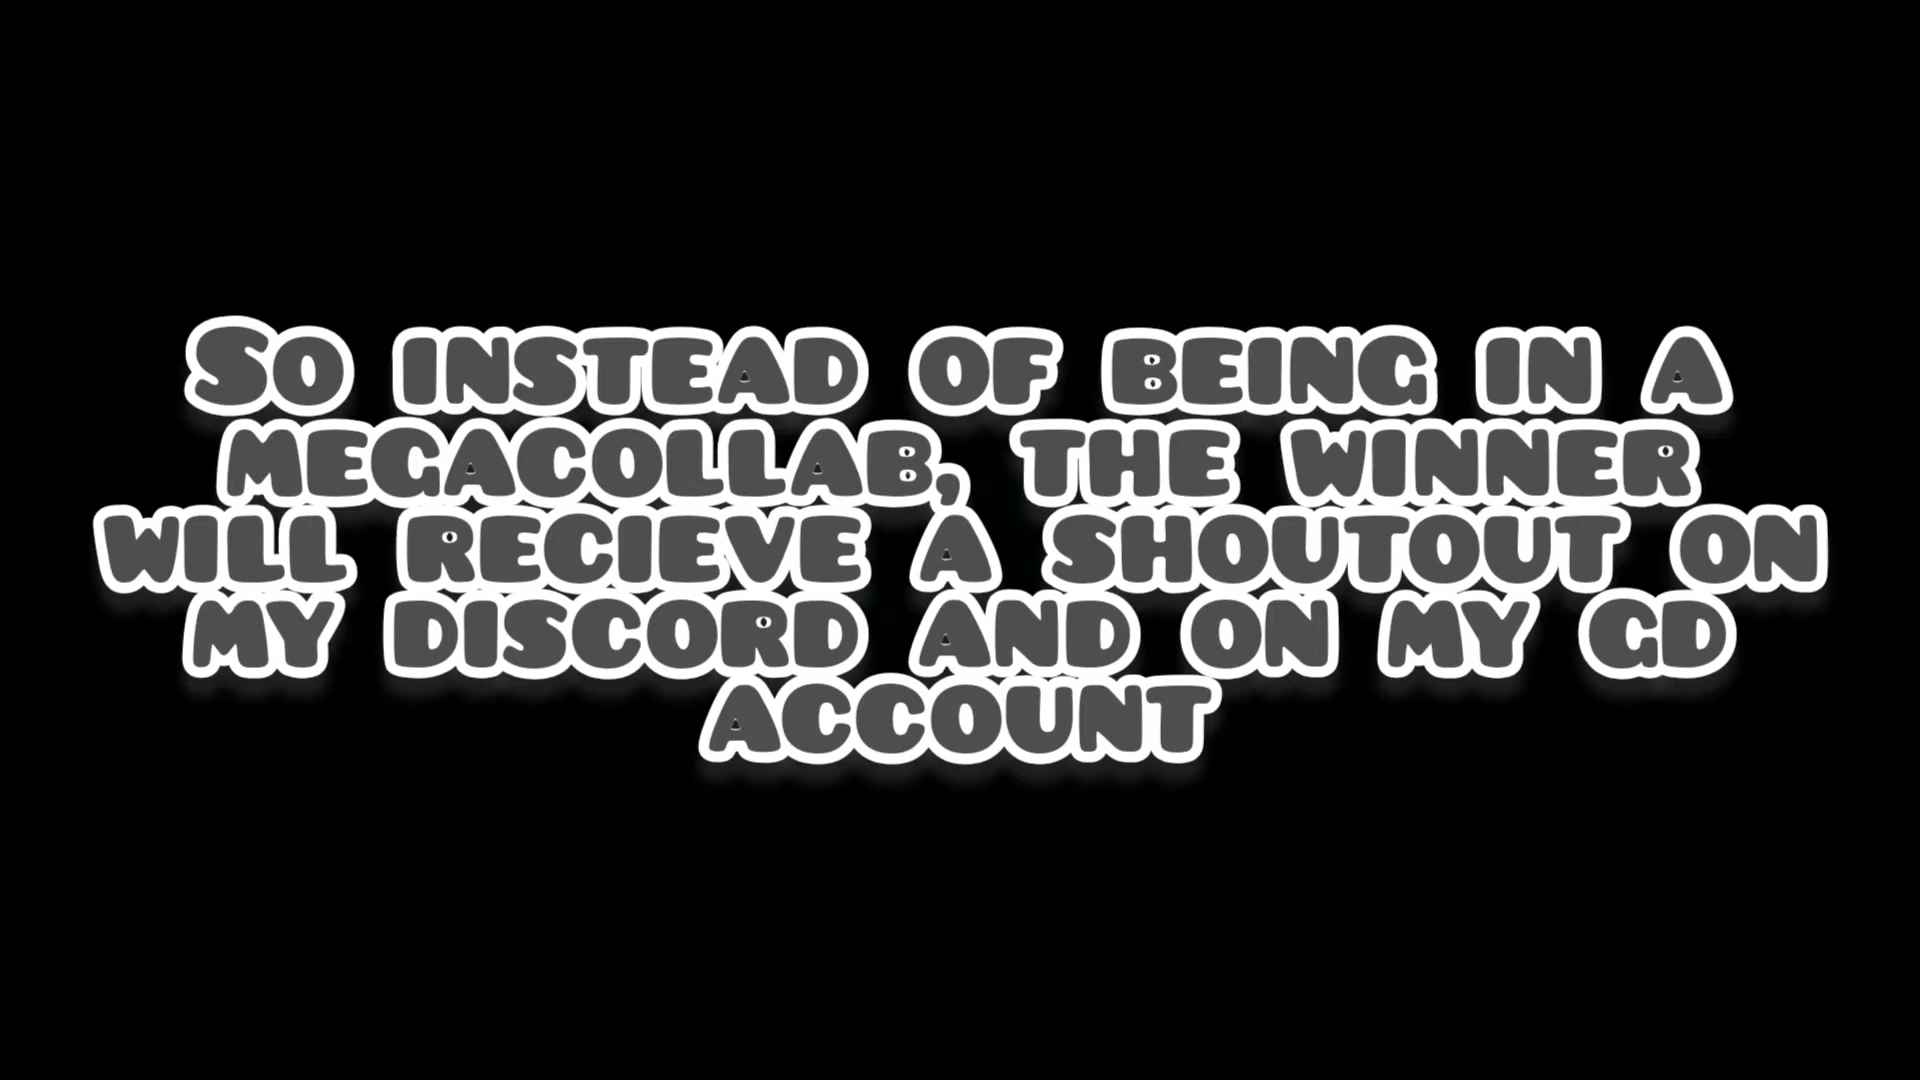 So instead of being in a
megacollab, the winner
will recieve a shoutout on
my discord and on my gd
account